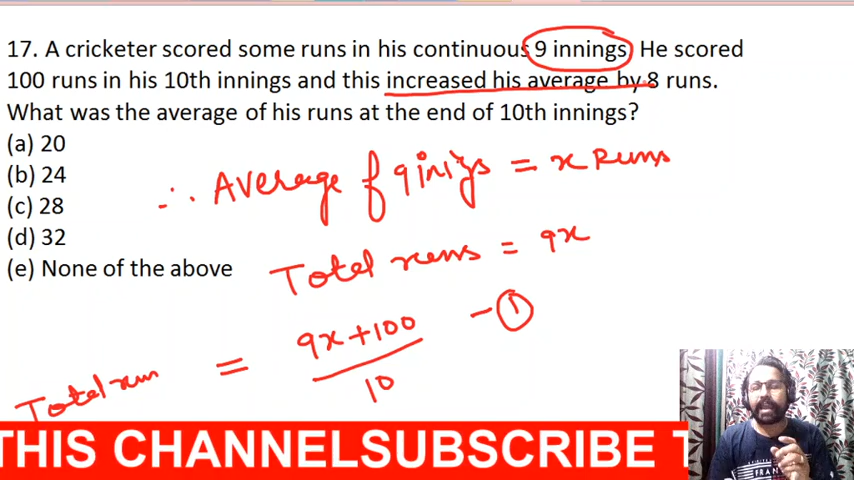 17. A cricketer scored some runs in his continuous 9 innings. He scored
100 runs in his 10th innings and this increased his average by 8 runs.
What was the average of his runs at the end of 10th innings?
(a) 20
(b) 24
(c) 28
(d) 32
(e) None of the above
∴ Average of 9 inings = x Runs
Total runs = 9x
Total run = 9x+100 / 10 - ①
THIS CHANNELSUBSCRIBE T
FRAN